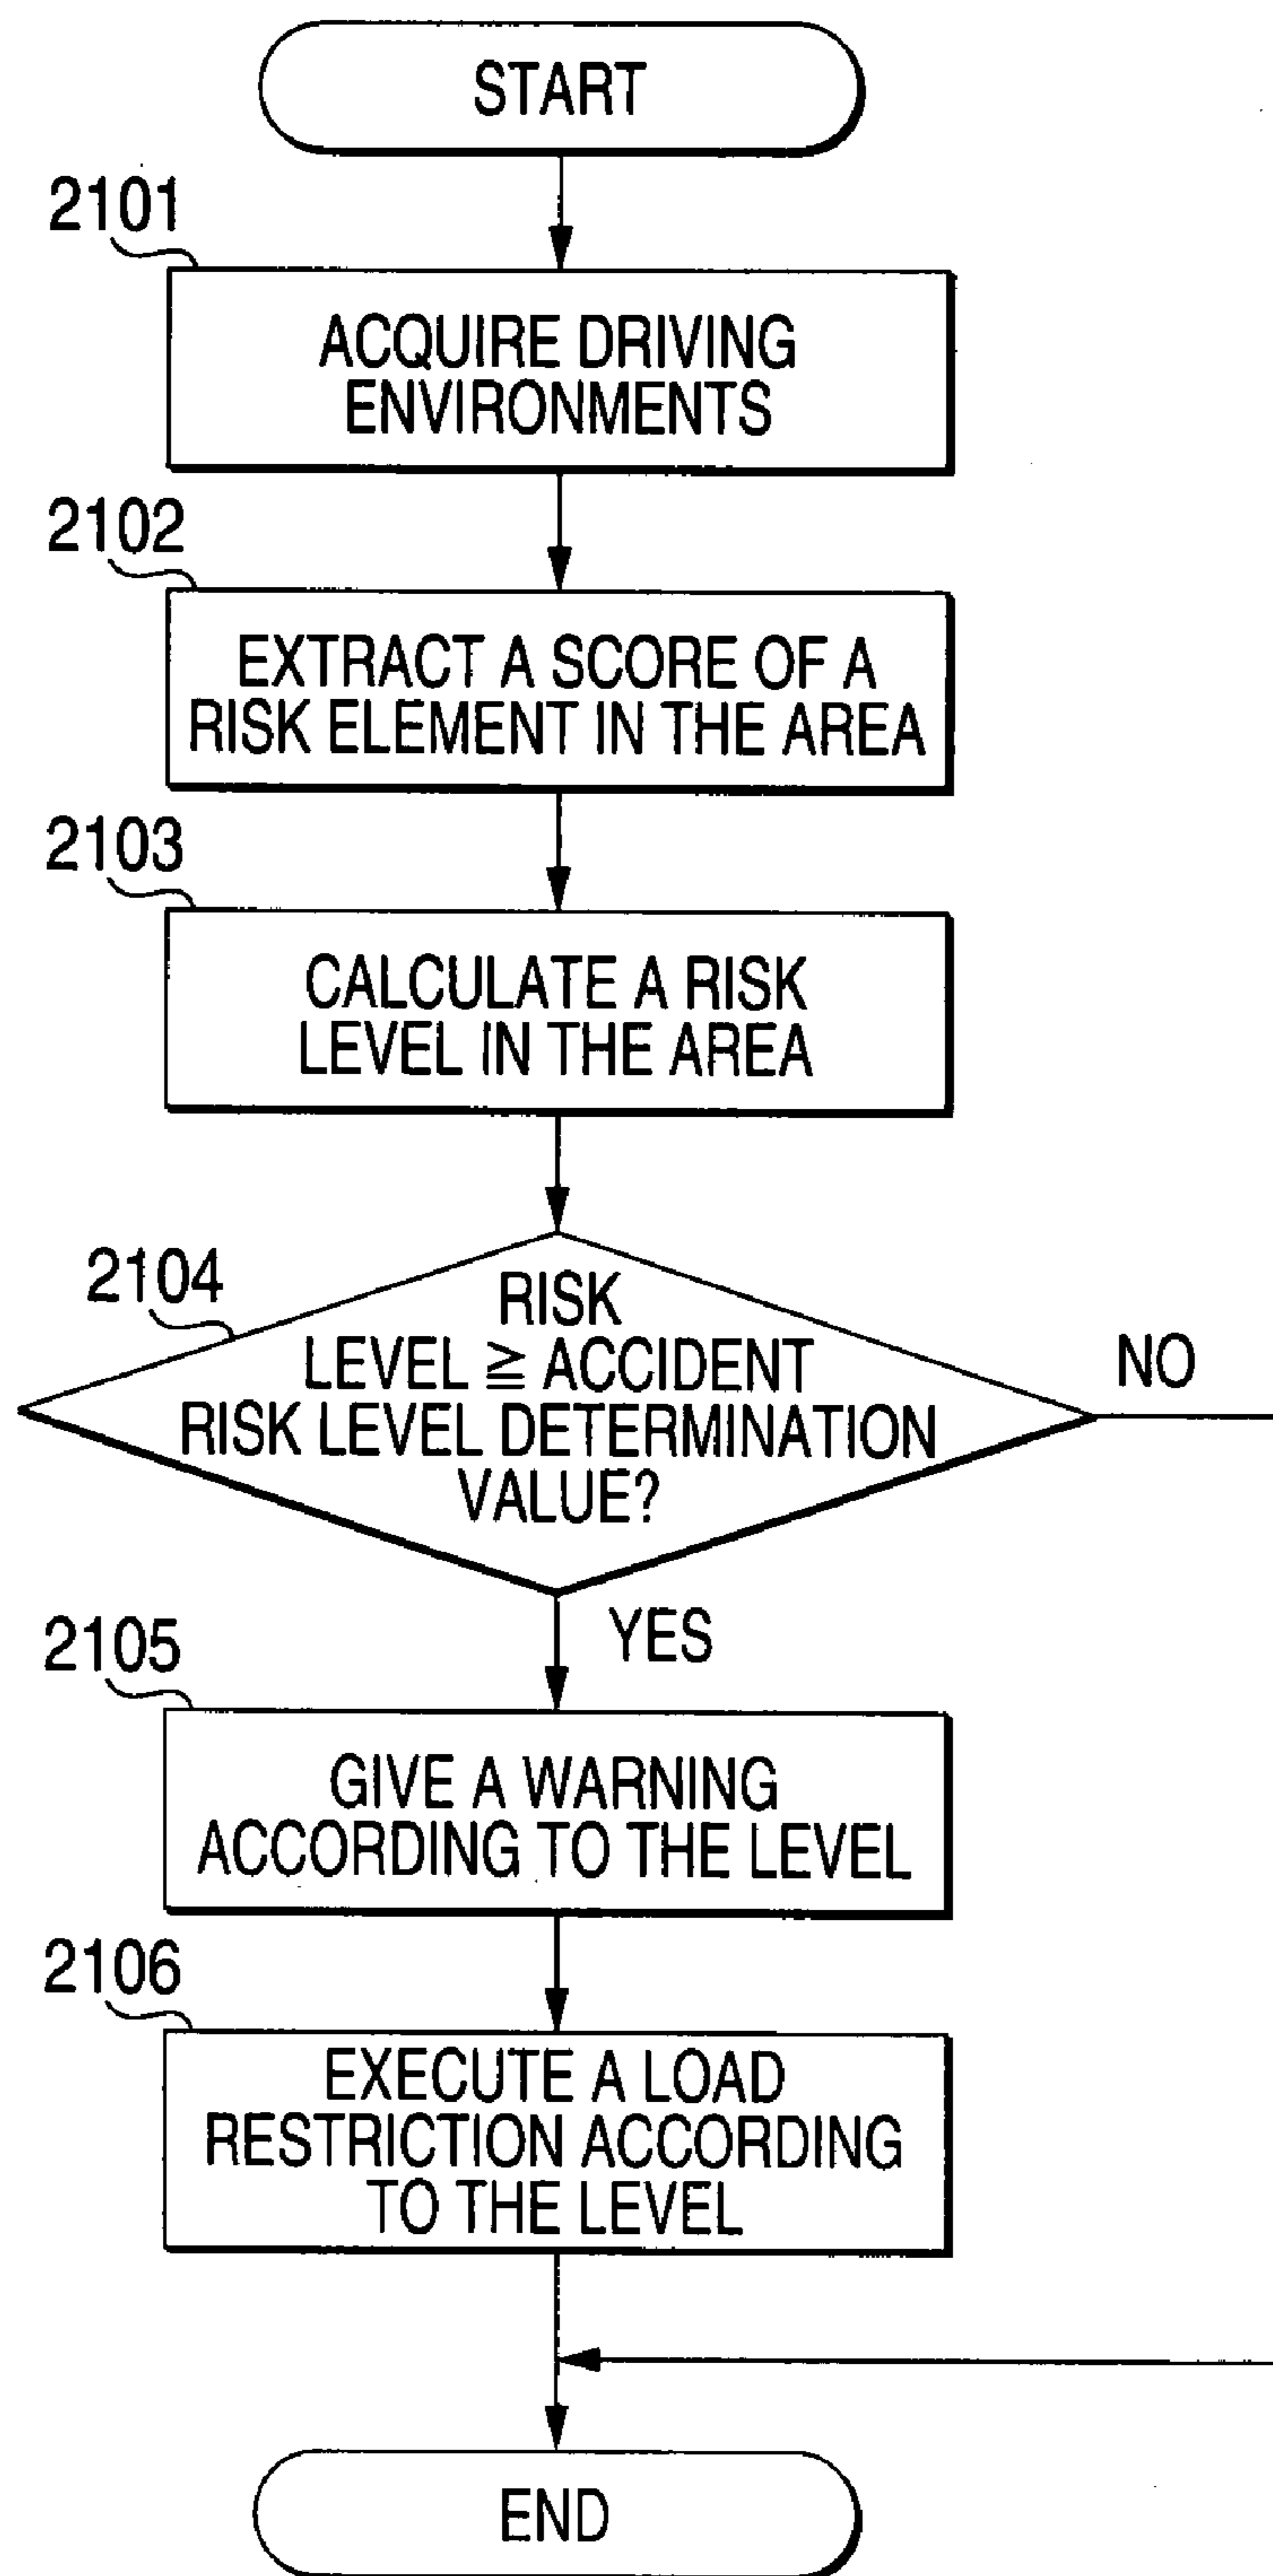 START
2101
ACQUIRE DRIVING
ENVIRONMENTS
2102
EXTRACT A SCORE OF A
RISK ELEMENT IN THE AREA
2103
CALCULATE A RISK
LEVEL IN THE AREA
2104
RISK
LEVEL ≧ ACCIDENT
RISK LEVEL DETERMINATION
VALUE?
NO
YES
2105
GIVE A WARNING
ACCORDING TO THE LEVEL
2106
EXECUTE A LOAD
RESTRICTION ACCORDING
TO THE LEVEL
END